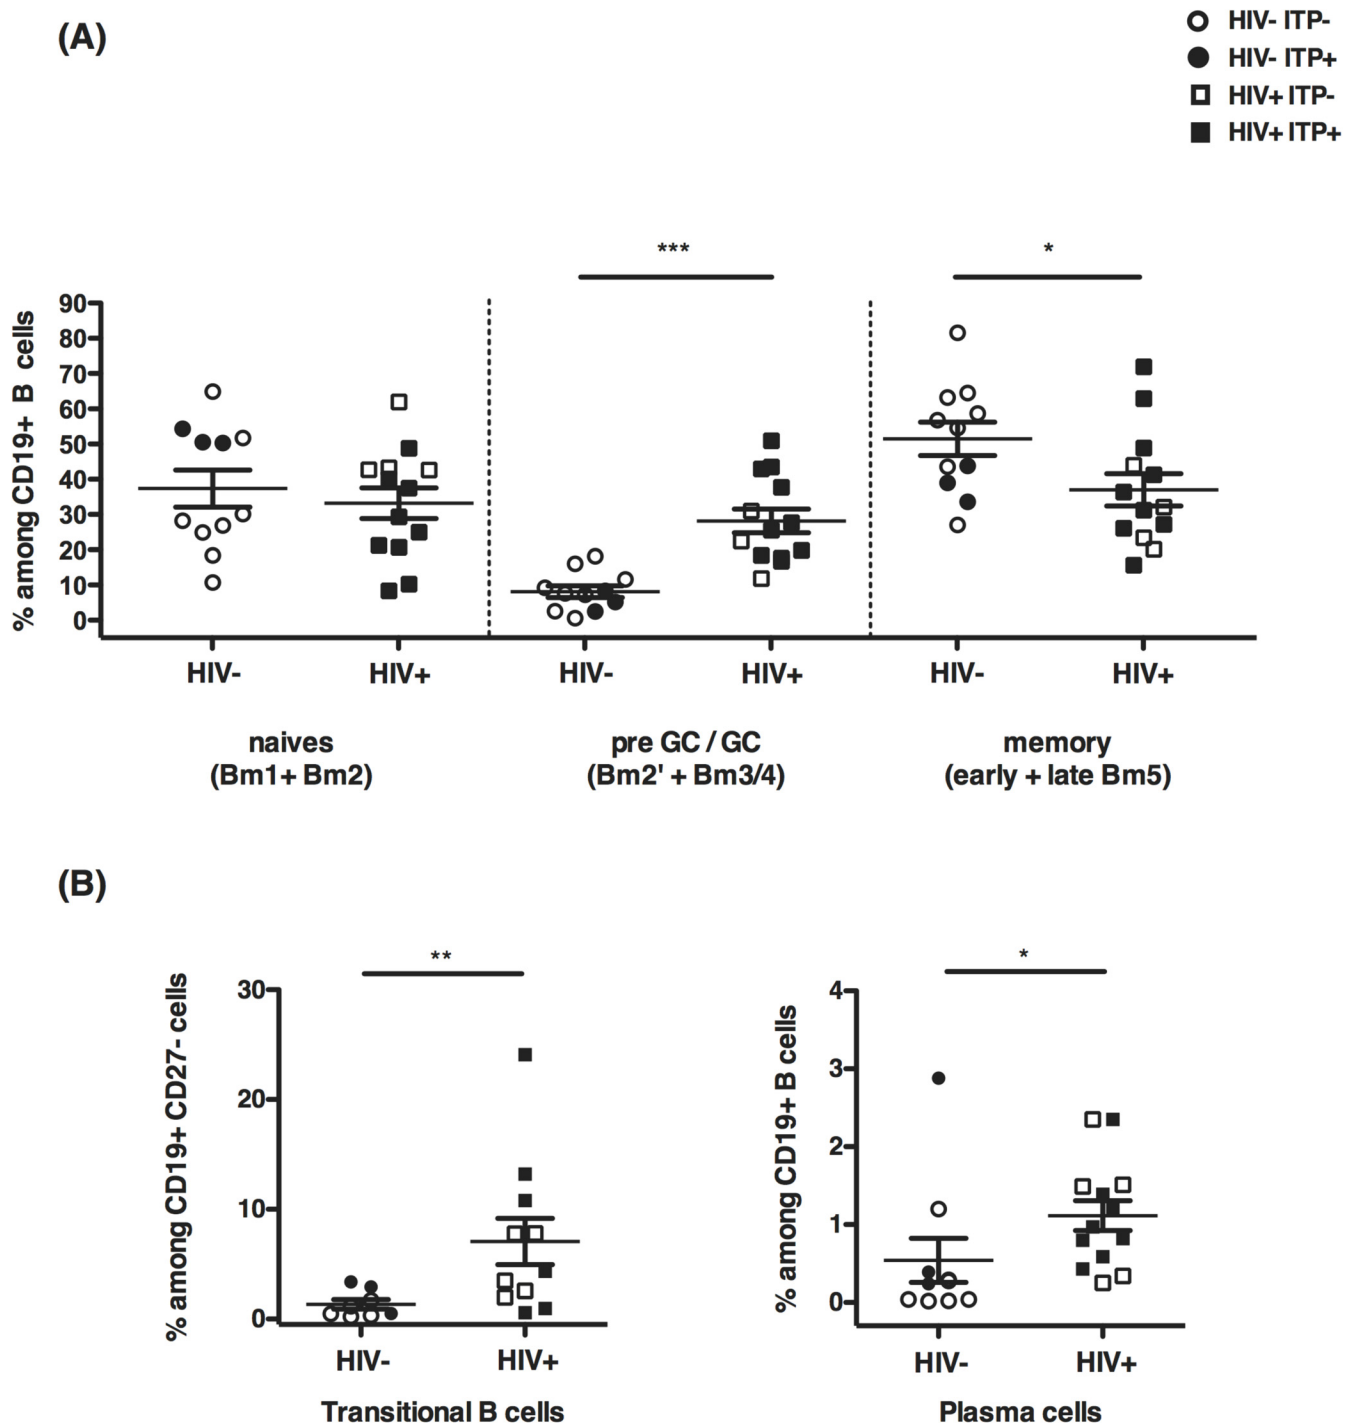 (A)
HIV- ITP-
HIV- ITP+
HIV+ ITP-
HIV+ ITP+
*** *
% among CD19+ B cells
90
80
70
60
50
40
30
20
10
0
HIV- HIV+ HIV- HIV+ HIV- HIV+
naives pre GC / GC memory
(Bm1+ Bm2) (Bm2' + Bm3/4) (early + late Bm5)
(B)
** *
% among CD19+ CD27- cells
30
20
10
0
HIV- HIV+
Transitional B cells
% among CD19+ B cells
4
3
2
1
0
HIV- HIV+
Plasma cells